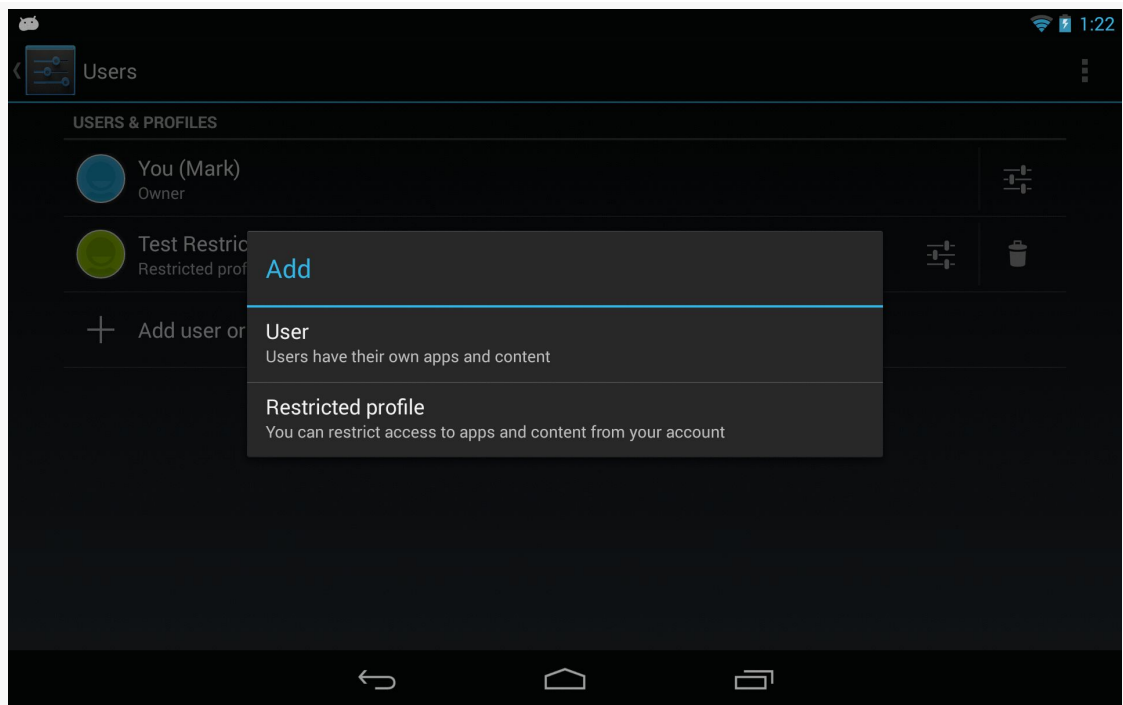 1:22
Users
USERS & PROFILES
You (Mark)
Owner
Test Restric
Restricted prof
Add user or
Add
User
Users have their own apps and content
Restricted profile
You can restrict access to apps and content from your account